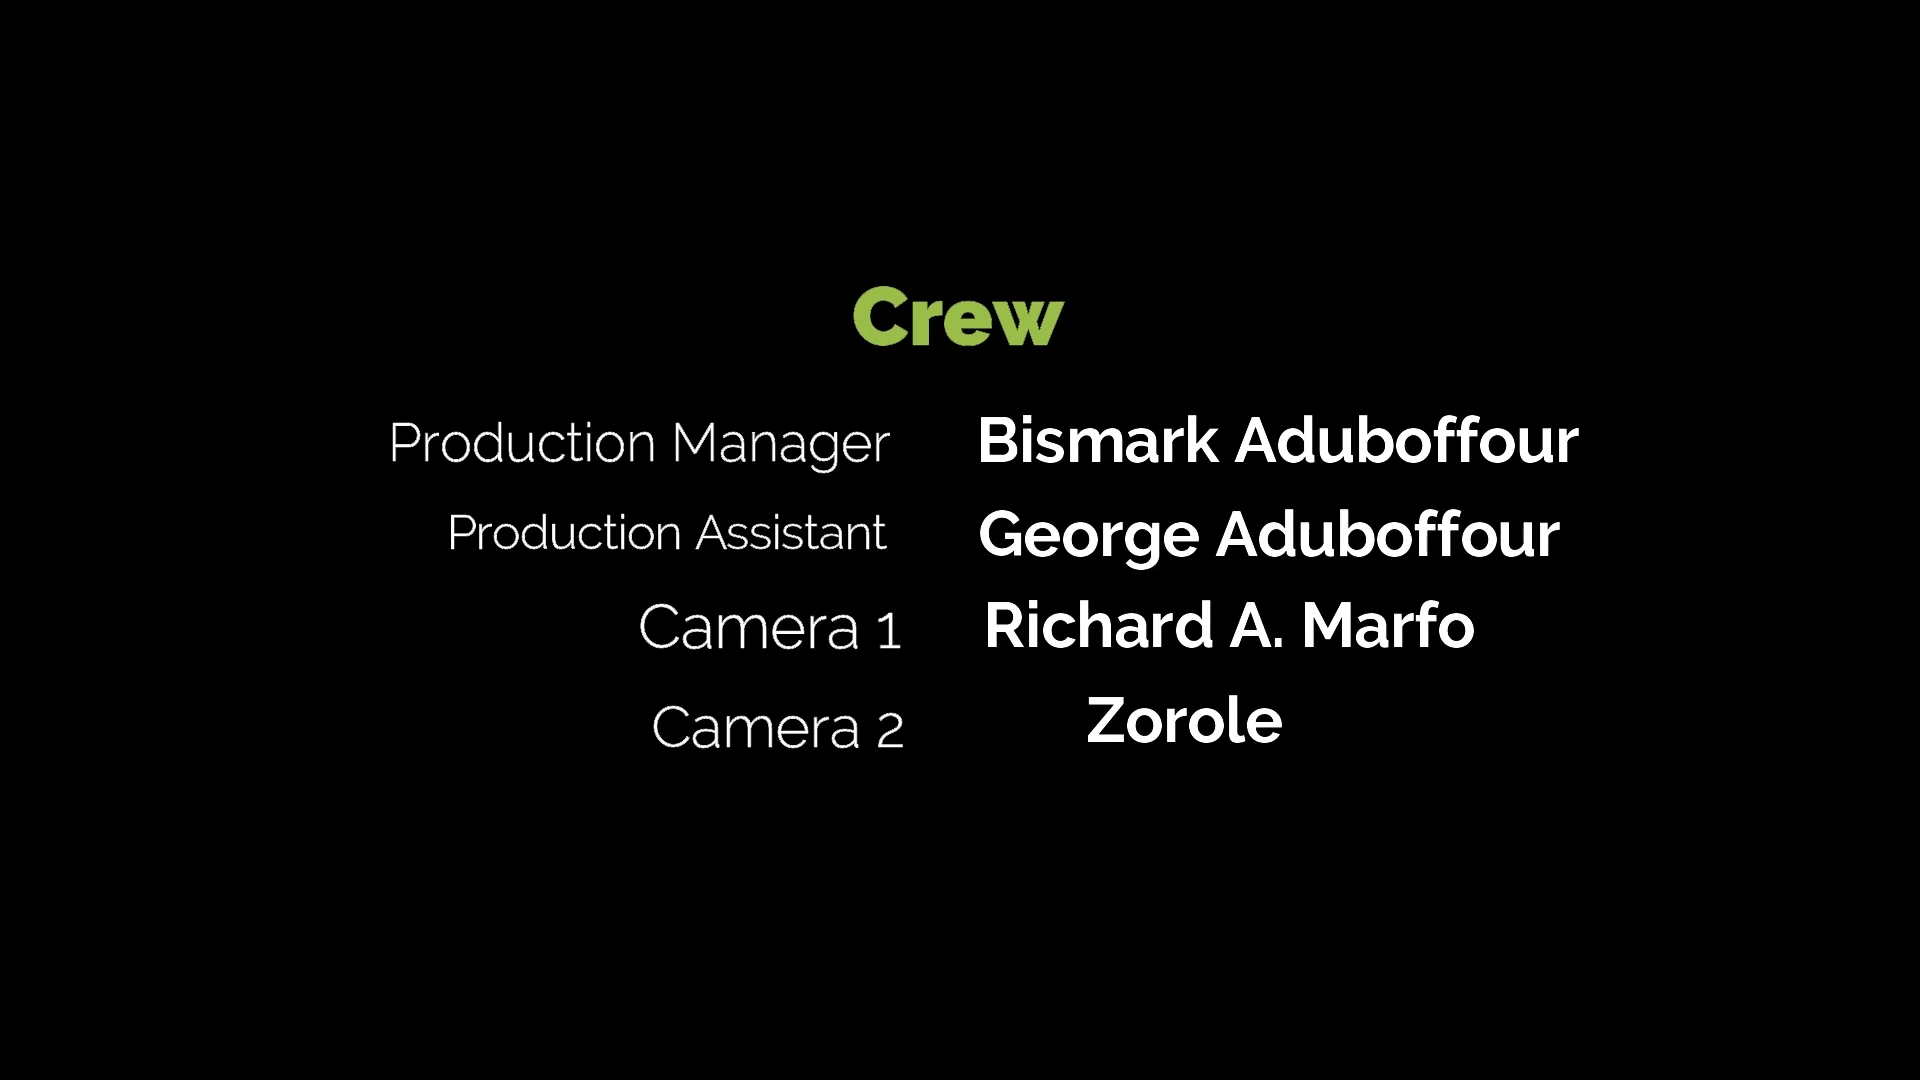 Crew
Production Manager Bismark Aduboffour
Production Assistant George Aduboffour
Camera 1 Richard A. Marfo
Camera 2 Zorole